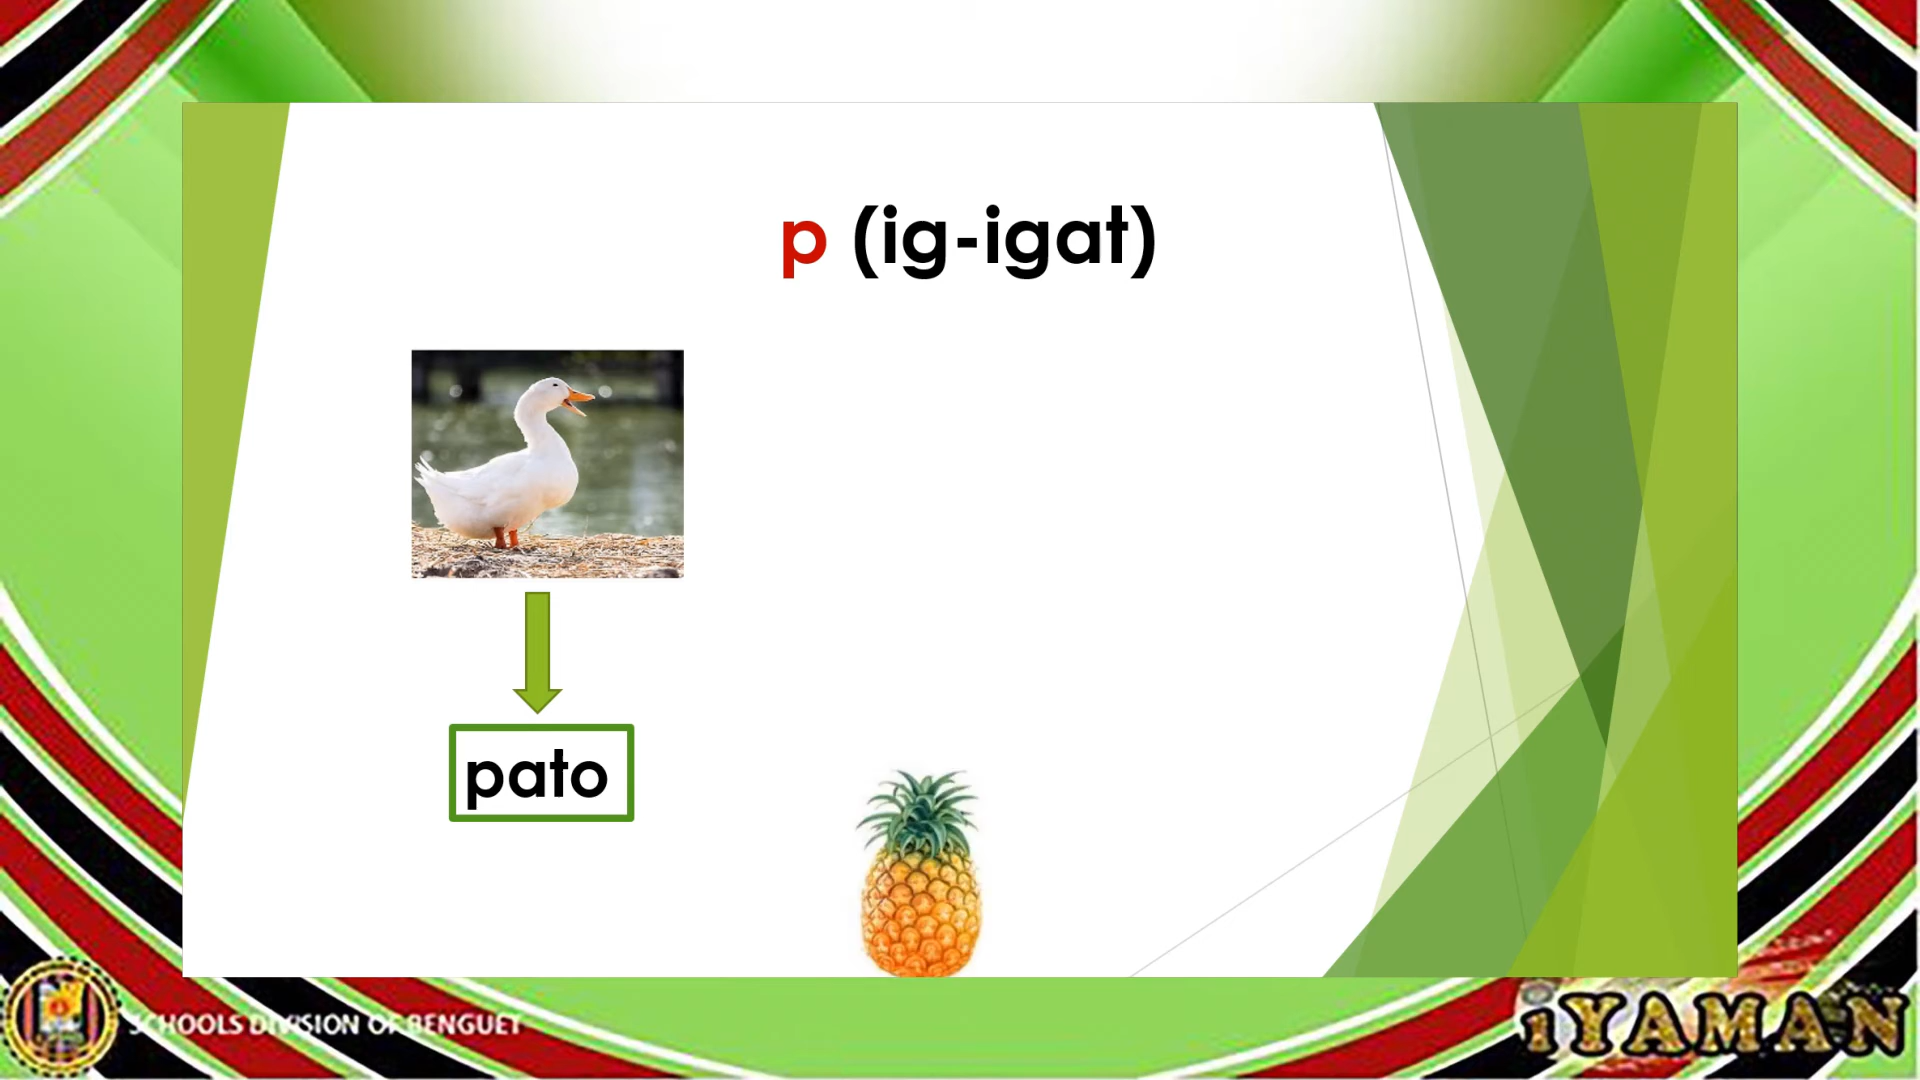 p (ig-igat)
pato
SCHOOLS DIVISION OF BENGUET
iYAMAN